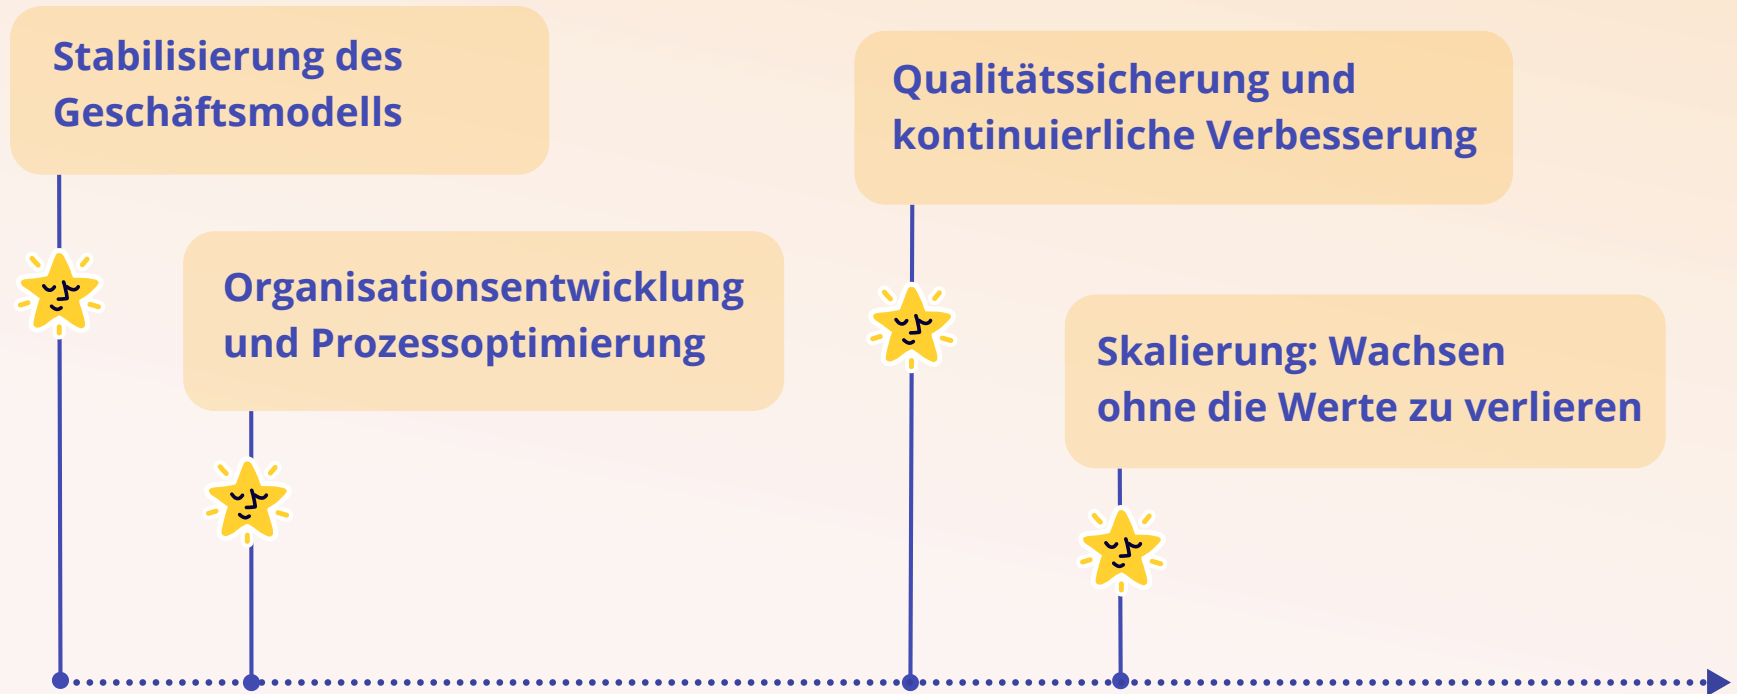 Stabilisierung des
Geschäftsmodells
Organisationsentwicklung
und Prozessoptimierung
Qualitätssicherung und
kontinuierliche Verbesserung
Skalierung: Wachsen
ohne die Werte zu verlieren